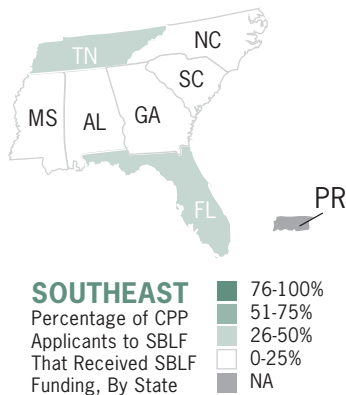 TN
NC
SC
MS
AL
GA
FL
PR
SOUTHEAST
Percentage of CPP
Applicants to SBLF
That Received SBLF
Funding, By State
76-100%
51-75%
26-50%
0-25%
NA